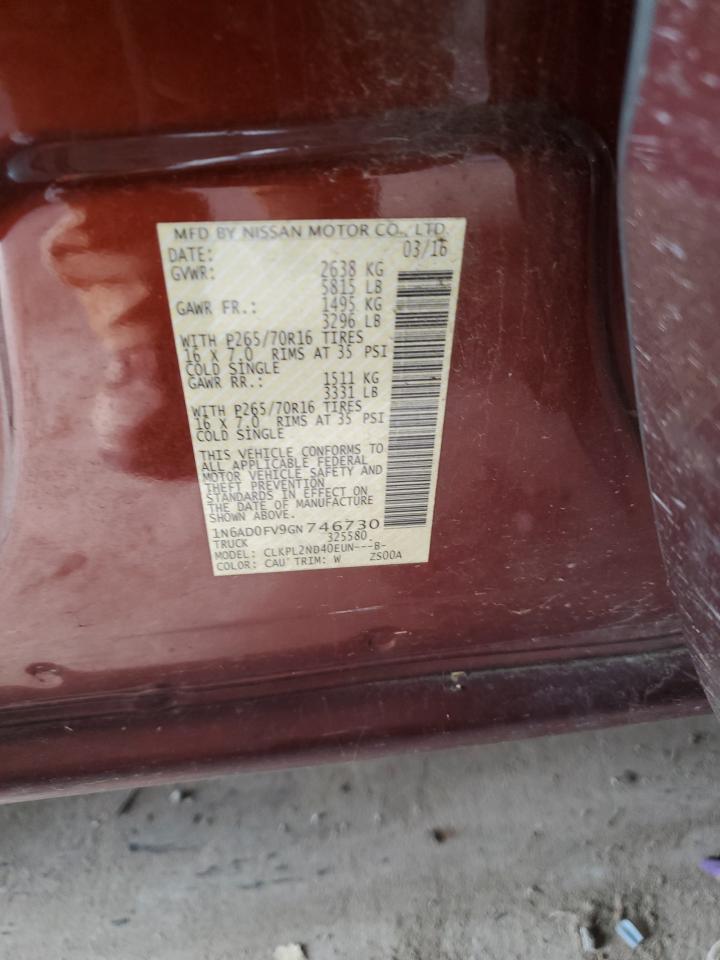 MFD BY NISSAN MOTOR CO., LTD.
DATE: 03/16
GVWR: 2638 KG
5815 LB
GAWR FR.: 1495 KG
3296 LB
WITH P265/70R16 TIRES
16 X 7.0 RIMS AT 35 PSI
COLD SINGLE
GAWR RR.: 1511 KG
3331 LB
WITH P265/70R16 TIRES
16 X 7.0 RIMS AT 35 PSI
COLD SINGLE
THIS VEHICLE CONFORMS TO
ALL APPLICABLE FEDERAL
MOTOR VEHICLE SAFETY AND
THEFT PREVENTION
STANDARDS IN EFFECT ON
THE DATE OF MANUFACTURE
1N6AD0FV9GN746730
TRUCK 325580
MODEL: CLKPL2ND40EUN---B-
COLOR: CAU TRIM: W ZS00A